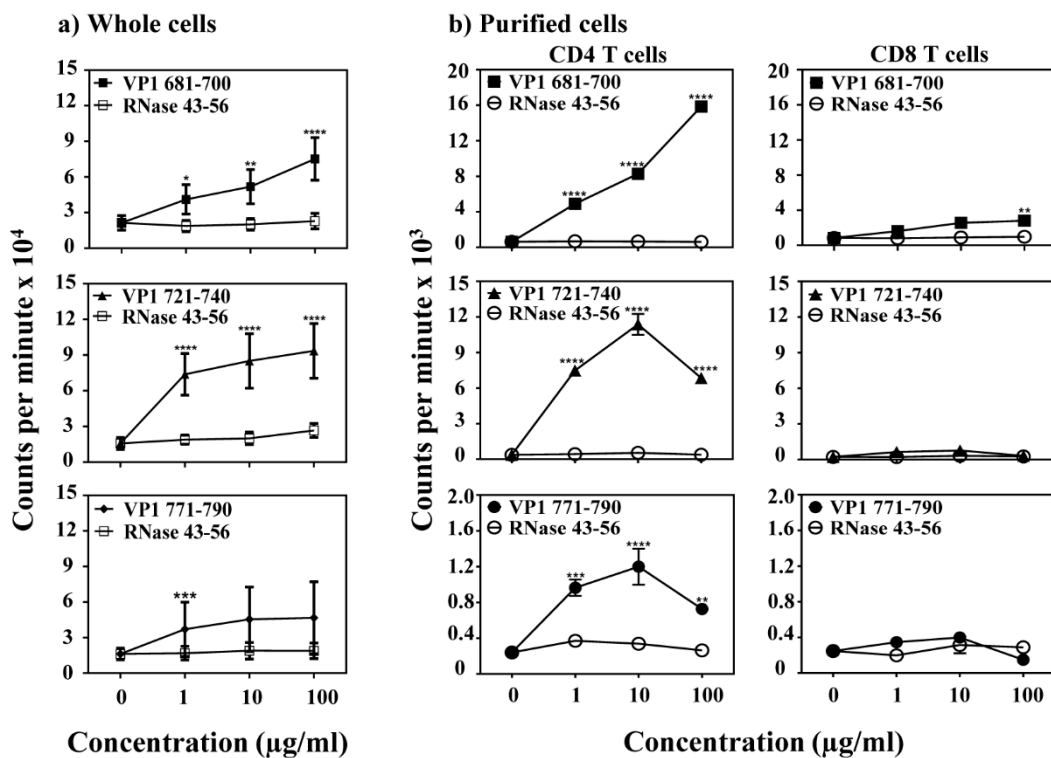 a) Whole cells
b) Purified cells
CD4 T cells
CD8 T cells
Counts per minute x 10⁴
15
12
9
6
3
0
VP1 681-700
RNase 43-56
*
**
****
15
12
9
6
3
0
VP1 721-740
RNase 43-56
****
****
****
15
12
9
6
3
0
VP1 771-790
RNase 43-56
***
0 1 10 100
Concentration (µg/ml)
Counts per minute x 10³
20
16
12
8
4
0
VP1 681-700
RNase 43-56
****
****
****
15
12
9
6
3
0
VP1 721-740
RNase 43-56
****
****
****
2.0
1.6
1.2
0.8
0.4
0
VP1 771-790
RNase 43-56
***
****
**
0 1 10 100
20
16
12
8
4
0
VP1 681-700
RNase 43-56
**
15
12
9
6
3
0
VP1 721-740
RNase 43-56
2.0
1.6
1.2
0.8
0.4
0
VP1 771-790
RNase 43-56
0 1 10 100
Concentration (µg/ml)